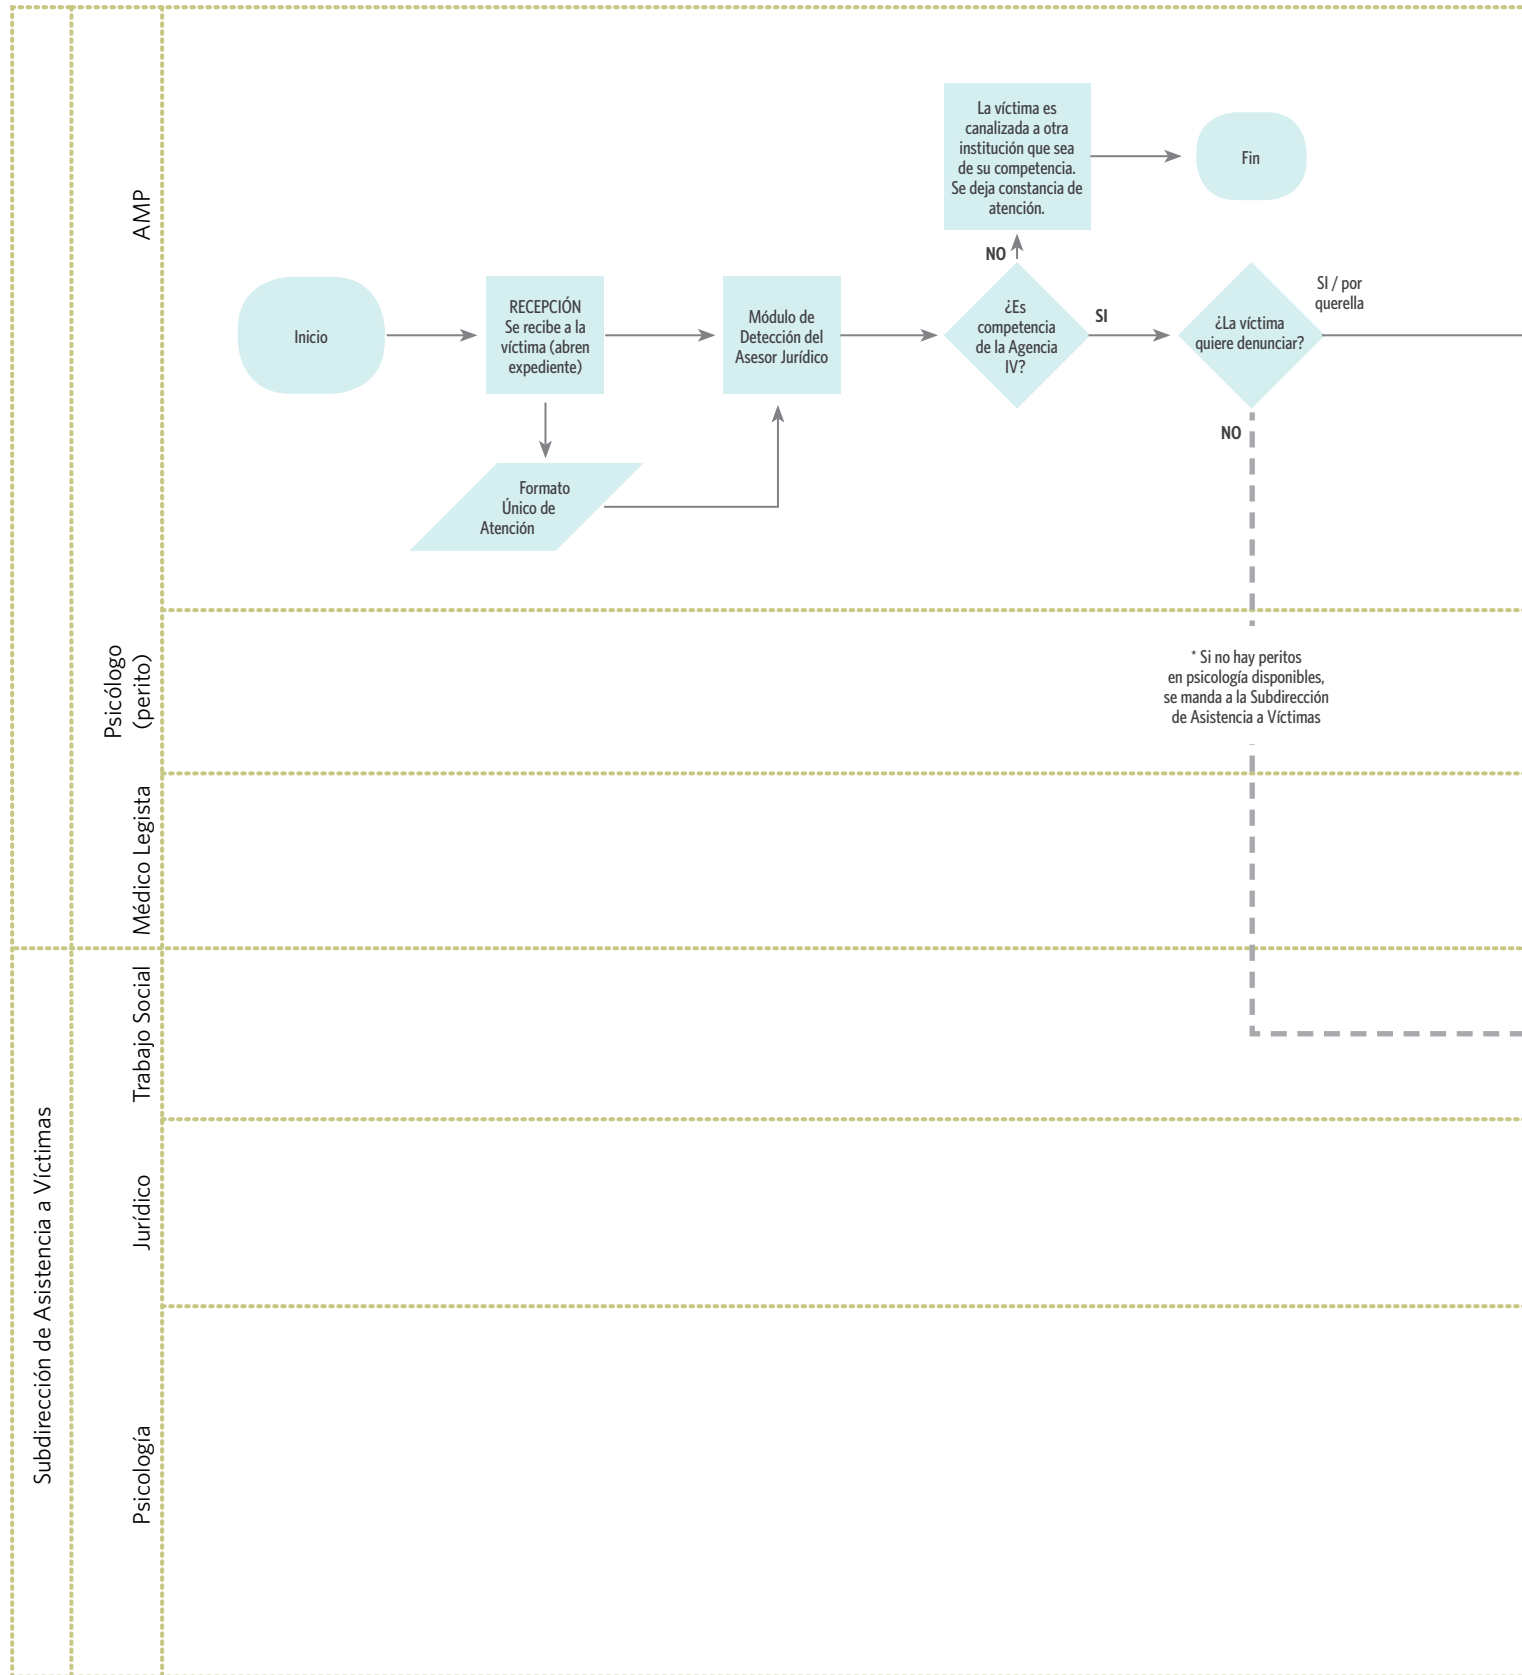 AMP
Inicio
RECEPCIÓN
Se recibe a la
víctima (abren
expediente)
Formato
Único de
Atención
Módulo de
Detección del
Asesor Jurídico
¿Es
competencia
de la Agencia
IV?
NO
La víctima es
canalizada a otra
institución que sea
de su competencia.
Se deja constancia de
atención.
Fin
SI
¿La víctima
quiere denunciar?
SI / por
querella
NO
Psicólogo
(perito)
* Si no hay peritos
en psicología disponibles,
se manda a la Subdirección
de Asistencia a Víctimas
Médico Legista
Subdirección de Asistencia a Víctimas
Trabajo Social
Jurídico
Psicología